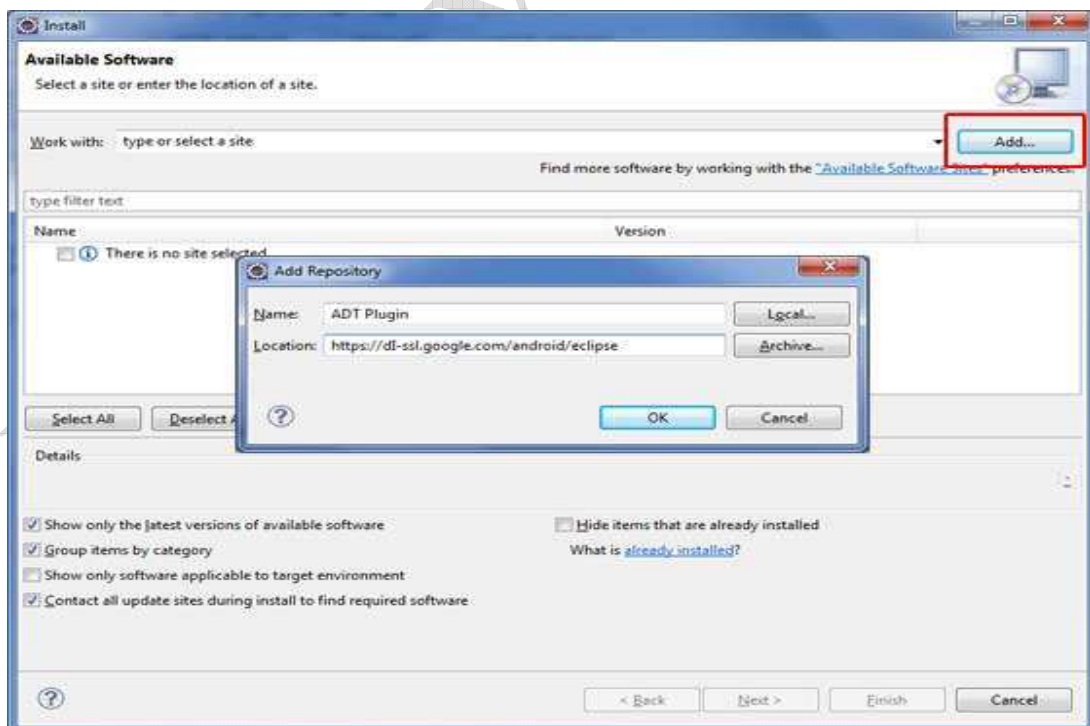 Install
Available Software
Select a site or enter the location of a site.
Work with: type or select a site
Add...
Find more software by working with the "Available Software Sites" preferences.
type filter text
Name Version
There is no site selected
Add Repository
Name: ADT Plugin Local...
Location: https://dI-ssl.google.com/android/eclipse Archive...
OK Cancel
Select All Deselect A
Details
Show only the latest versions of available software
Hide items that are already installed
Group items by category
What is already installed?
Show only software applicable to target environment
Contact all update sites during install to find required software
< Back Next > Finish Cancel